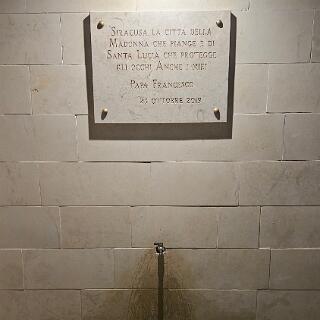 Siracusa la città della
Madonna che piange e di
Santa Lucia che protegge
gli occhi anche i miei
Papa Francesco
23 ottobre 2019